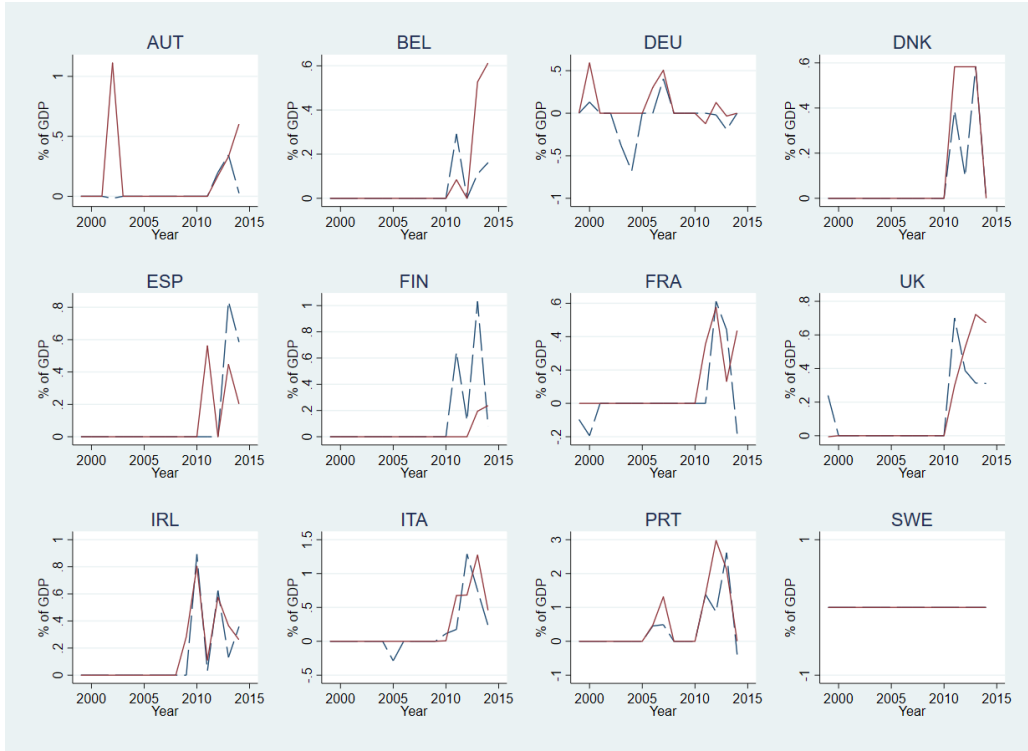 AUT
% of GDP
0 .5 1
2000 2005 2010 2015
Year
BEL
% of GDP
0 .2 .4 .6
2000 2005 2010 2015
Year
DEU
% of GDP
-1 -.5 0 .5
2000 2005 2010 2015
Year
DNK
% of GDP
0 .2 .4 .6
2000 2005 2010 2015
Year
ESP
% of GDP
0 .2 .4 .6 .8
2000 2005 2010 2015
Year
FIN
% of GDP
0 .2 .4 .6 .8 1
2000 2005 2010 2015
Year
FRA
% of GDP
-.2 0 .2 .4 .6
2000 2005 2010 2015
Year
UK
% of GDP
0 .2 .4 .6 .8
2000 2005 2010 2015
Year
IRL
% of GDP
0 .2 .4 .6 .8 1
2000 2005 2010 2015
Year
ITA
% of GDP
-.5 0 .5 1 1.5
2000 2005 2010 2015
Year
PRT
% of GDP
-1 0 1 2 3
2000 2005 2010 2015
Year
SWE
% of GDP
-1 1
2000 2005 2010 2015
Year